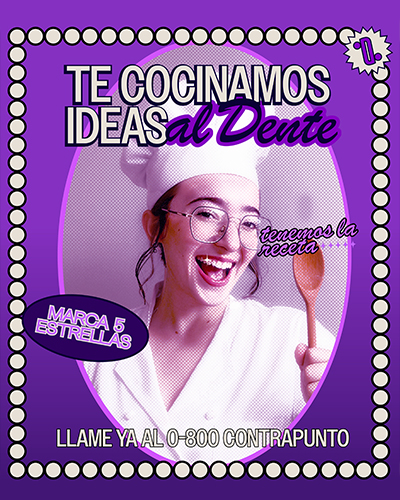 TE COCINAMOS
IDEAS al Dente
tenemos la
receta
MARCA 5
ESTRELLAS
LLAME YA AL 0-800 CONTRAPUNTO